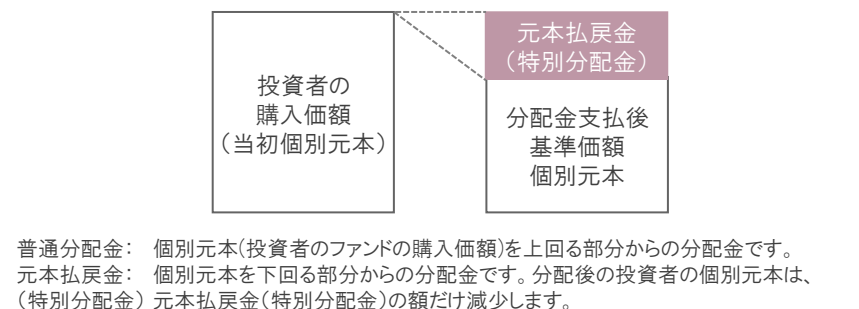 投資者の
購入価額
（当初個別元本）
元本払戻金
（特別分配金）
分配金支払後
基準価額
個別元本
普通分配金： 個別元本(投資者のファンドの購入価額)を上回る部分からの分配金です。
元本払戻金： 個別元本を下回る部分からの分配金です。分配後の投資者の個別元本は、
（特別分配金） 元本払戻金（特別分配金）の額だけ減少します。